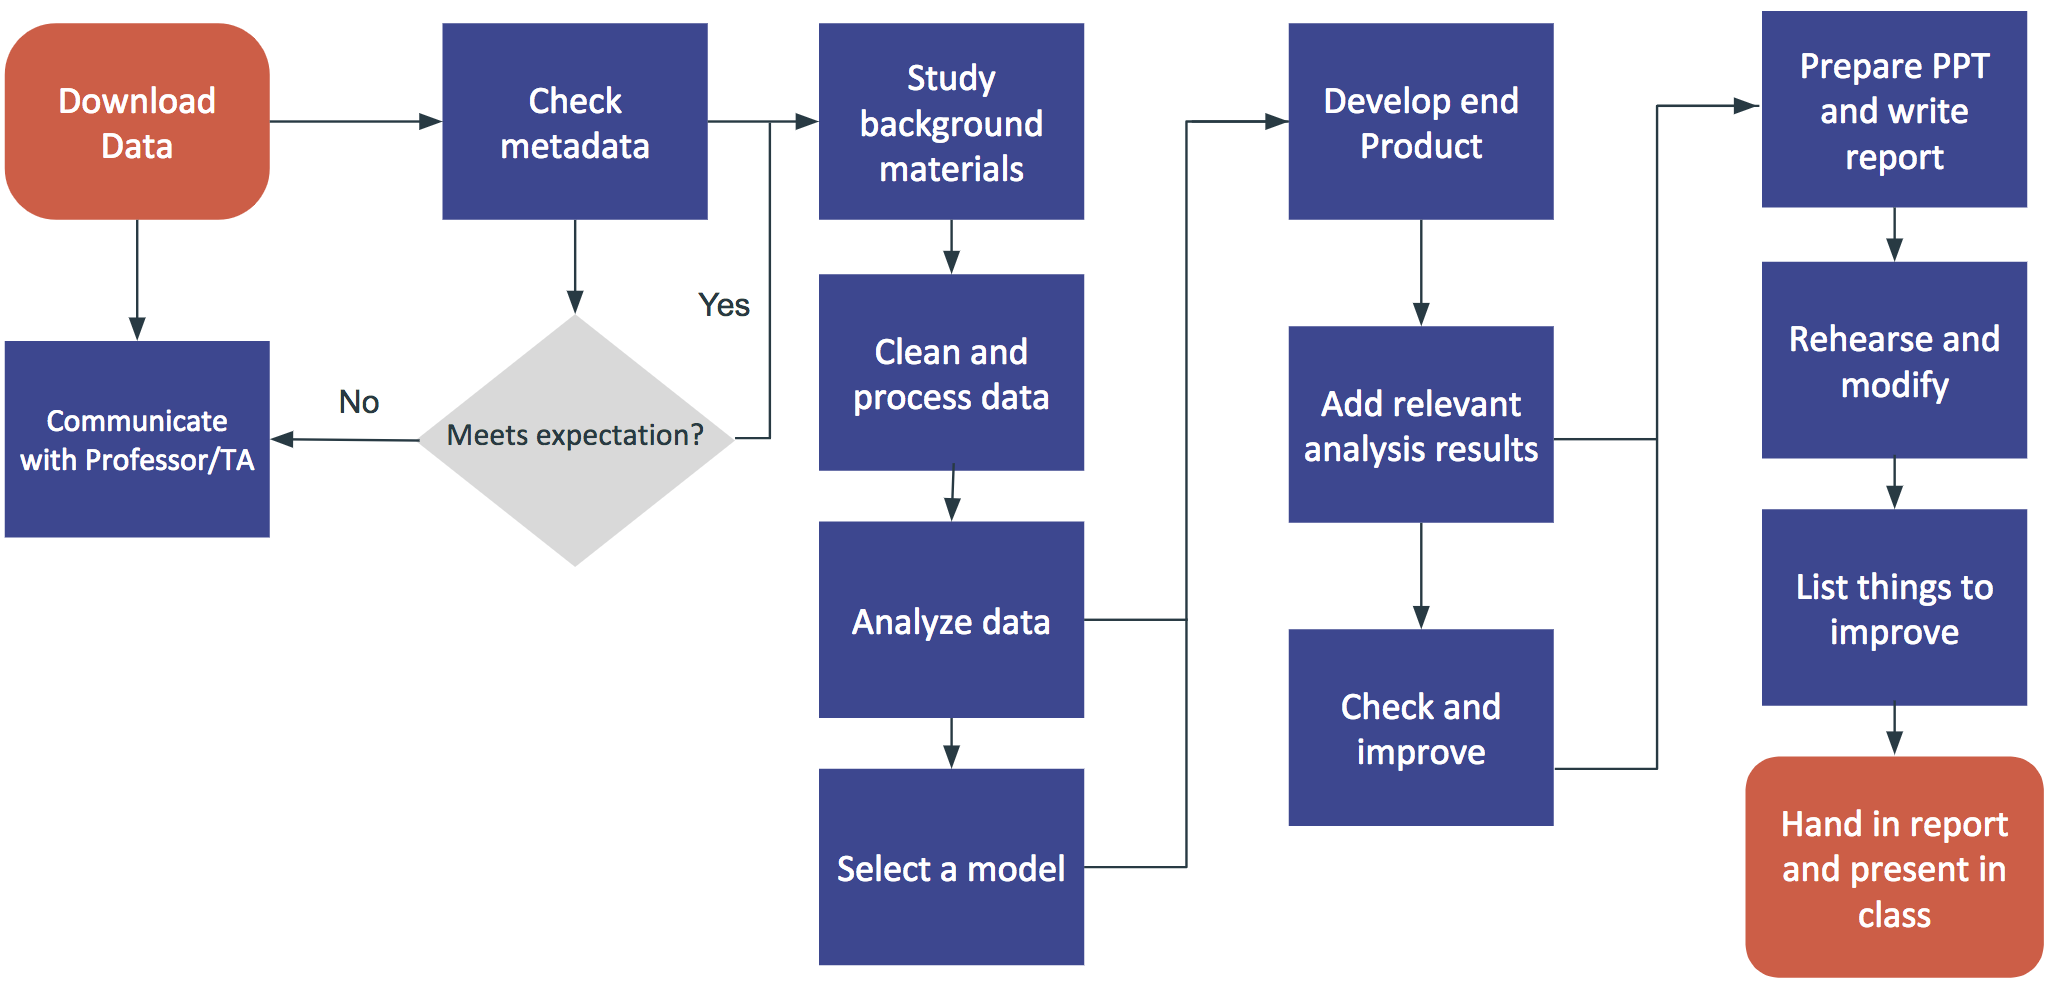 Download
Data
Check
metadata
Study
background
materials
Develop end
Product
Prepare PPT
and write
report
Communicate
with Professor/TA
No
Meets expectation?
Yes
Clean and
process data
Analyze data
Select a model
Add relevant
analysis results
Check and
improve
Rehearse and
modify
List things to
improve
Hand in report
and present in
class